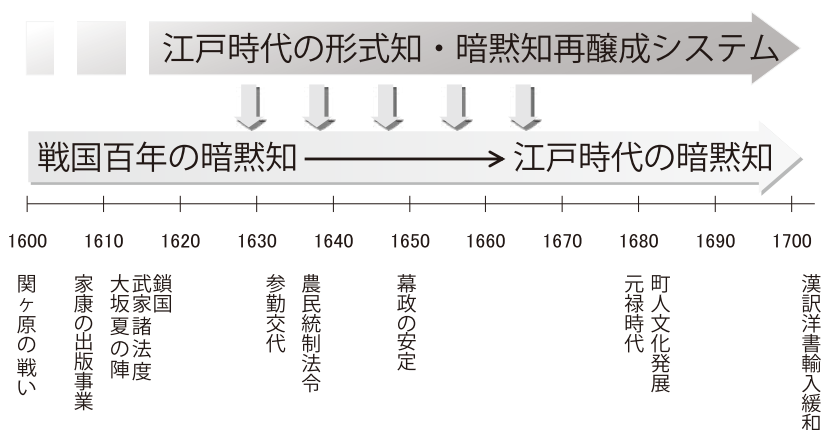 江戸時代の形式知・暗黙知再醸成システム
戦国百年の暗黙知
江戸時代の暗黙知
1600
1610
1620
1630
1640
1650
1660
1670
1680
1690
1700
関ヶ原の戦い
家康の出版事業
大坂夏の陣
武家諸法度
鎖国
参勤交代
農民統制法令
幕政の安定
元禄時代
町人文化発展
漢訳洋書輸入緩和